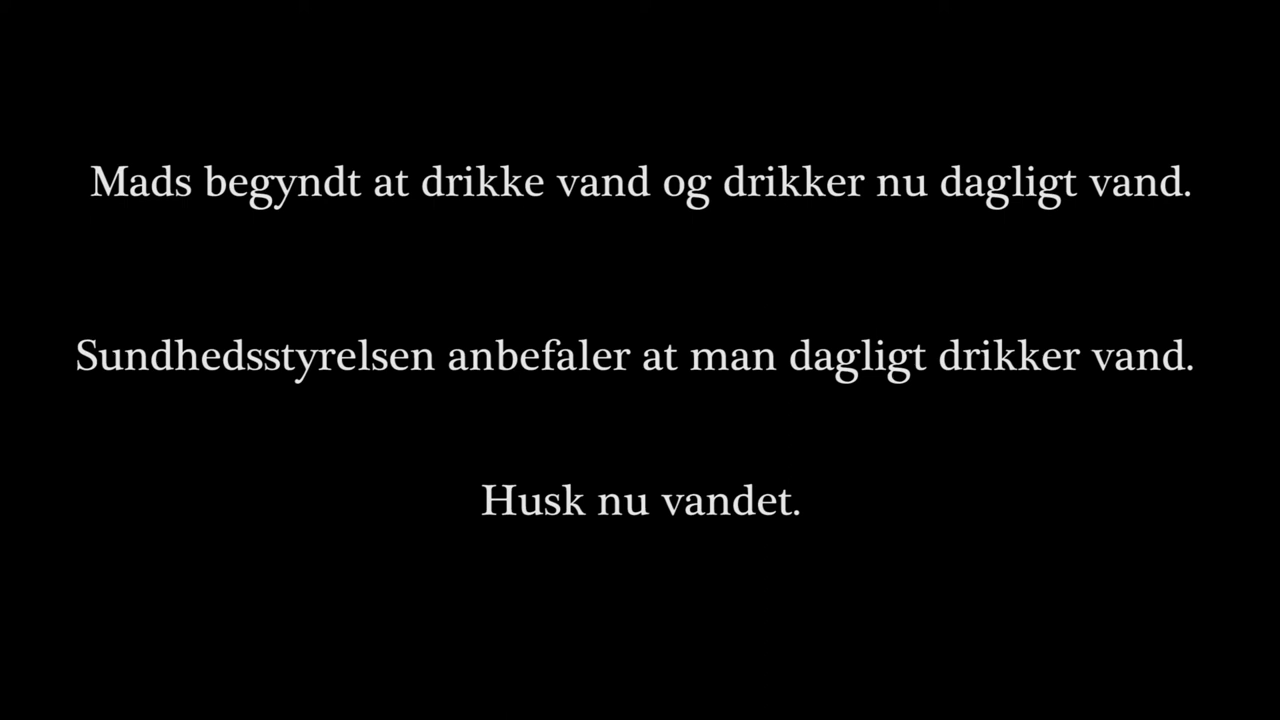 Mads begyndt at drikke vand og drikker nu dagligt vand.
Sundhedsstyrelsen anbefaler at man dagligt drikker vand.
Husk nu vandet.